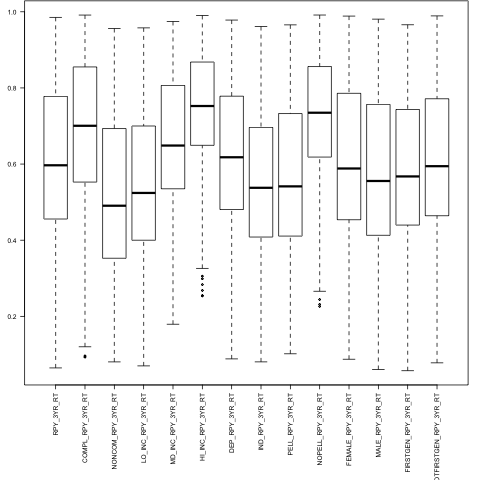 1.0
0.8
0.6
0.4
0.2
RPY_3YR_RT
COMPL_RPY_3YR_RT
NONCOM_RPY_3YR_RT
LO_INC_RPY_3YR_RT
MD_INC_RPY_3YR_RT
HI_INC_RPY_3YR_RT
DEP_RPY_3YR_RT
IND_RPY_3YR_RT
PELL_RPY_3YR_RT
NOPELL_RPY_3YR_RT
FEMALE_RPY_3YR_RT
MALE_RPY_3YR_RT
FIRSTGEN_RPY_3YR_RT
OTFIRSTGEN_RPY_3YR_RT